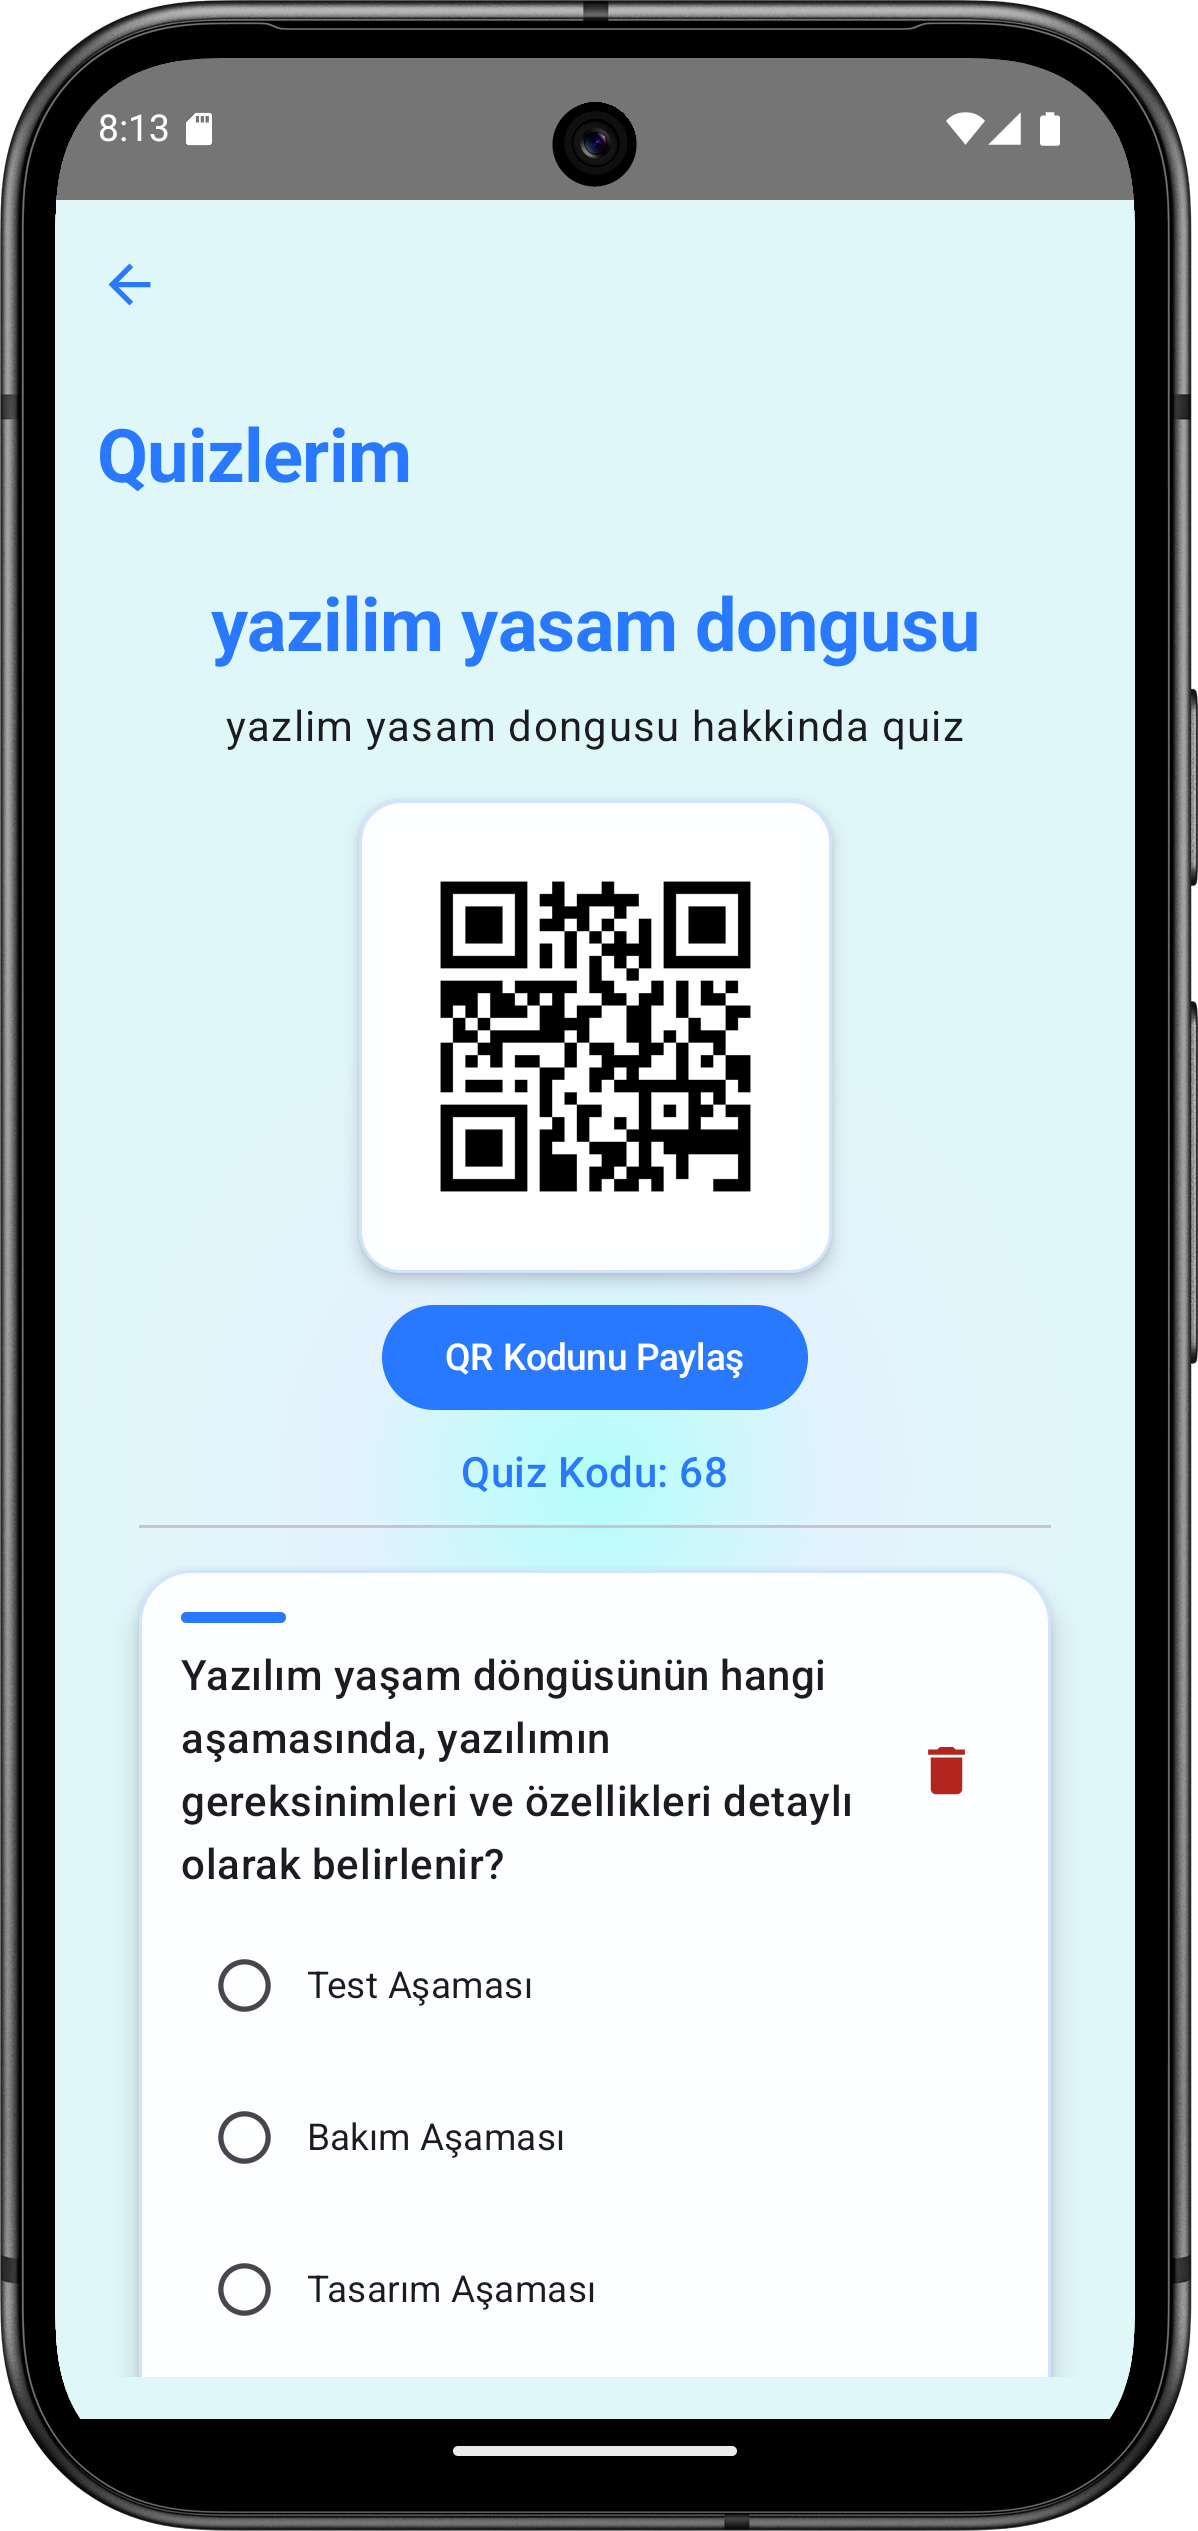 8:13
Quizlerim
yazilim yasam dongusu
yazlim yasam dongusu hakkinda quiz
QR Kodunu Paylaş
Quiz Kodu: 68
Yazılım yaşam döngüsünün hangi
aşamasında, yazılımın
gereksinimleri ve özellikleri detaylı
olarak belirlenir?
Test Aşaması
Bakım Aşaması
Tasarım Aşaması